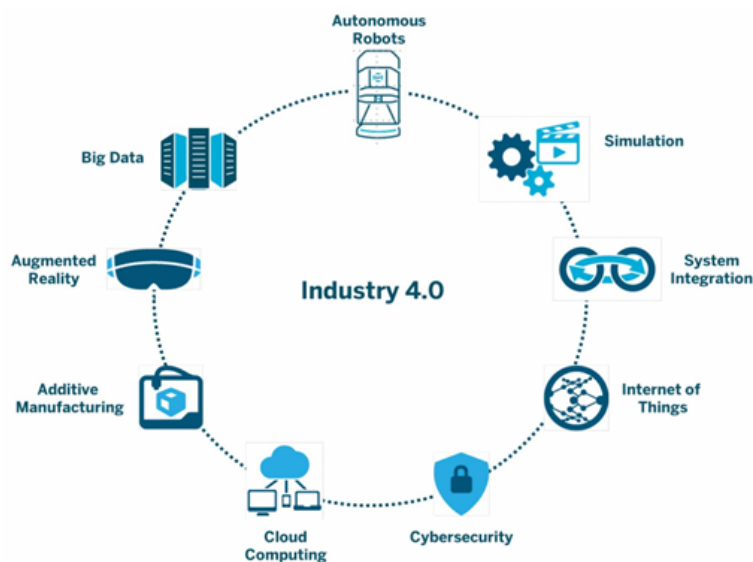 Autonomous
Robots
Simulation
System
Integration
Internet of
Things
Cybersecurity
Cloud
Computing
Additive
Manufacturing
Augmented
Reality
Big Data
Industry 4.0